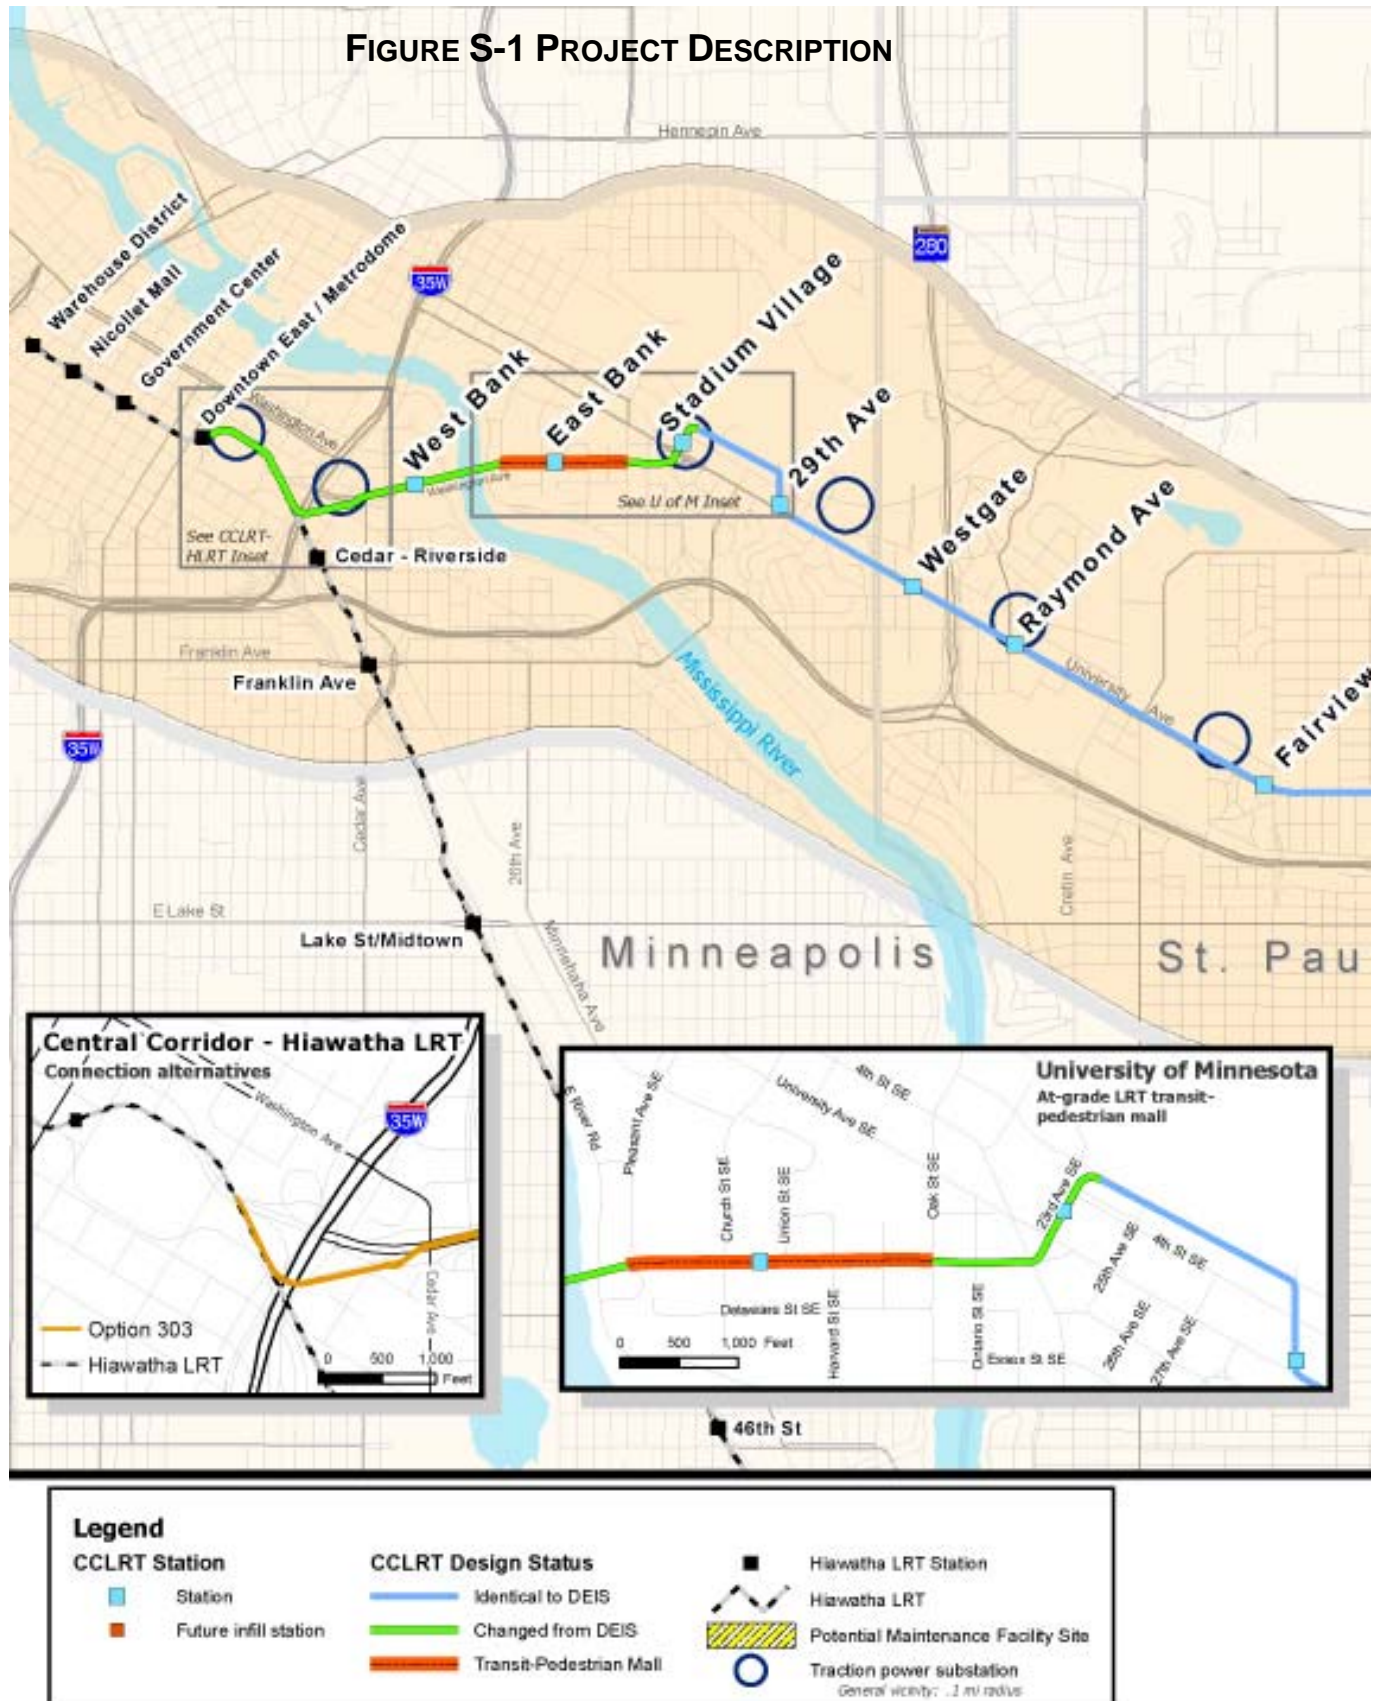 FIGURE S-1 PROJECT DESCRIPTION
Hennepin Ave
280
35W
Warehouse District
Nicollet Mall
Government Center
Downtown East / Metrodome
Washington Ave
West Bank
East Bank
Stadium Village
29th Ave
Westgate
Raymond Ave
Fairview
Washington Ave
See U of M Inset
See CCLRT-
HLRT Inset
Cedar - Riverside
Franklin Ave
Franklin Ave
Mississippi River
University Ave
35W
Cedar Ave
26th Ave
Cretin Ave
E Lake St
Lake St/Midtown
Minnehaha Ave
Minneapolis
St. Pau
Central Corridor - Hiawatha LRT
Connection alternatives
Washington Ave
35W
Cedar Ave
Option 303
Hiawatha LRT
0 500 1,000
Feet
University of Minnesota
At-grade LRT transit-
pedestrian mall
E River Rd
Pleasant Ave SE
Church St SE
Union St SE
University Ave SE
4th St SE
Oak St SE
23rd Ave SE
25th Ave SE
4th St SE
26th Ave SE
27th Ave SE
Delaware St SE
Harvard St SE
Ontario St SE
Essex St SE
0 500 1,000 Feet
46th St
Legend
CCLRT Station
Station
Future infill station
CCLRT Design Status
Identical to DEIS
Changed from DEIS
Transit-Pedestrian Mall
Hiawatha LRT Station
Hiawatha LRT
Potential Maintenance Facility Site
Traction power substation
General vicinity: .1 mi radius